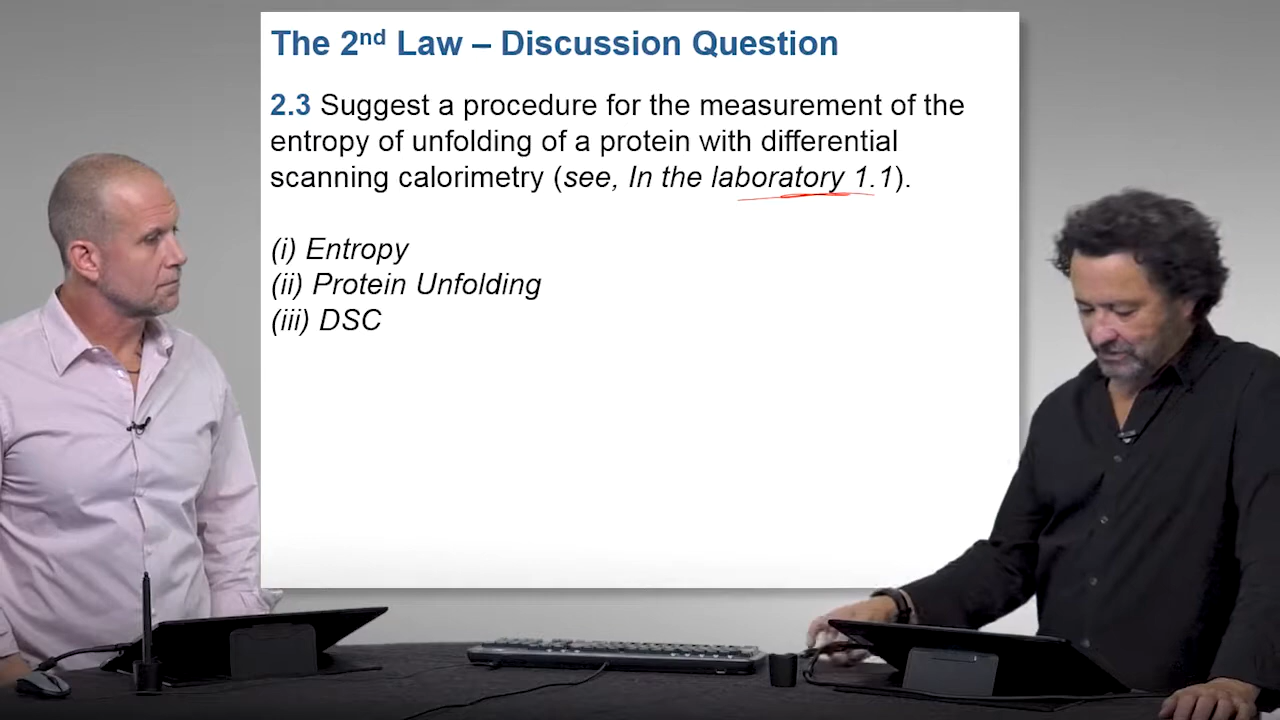 The 2nd Law – Discussion Question
2.3 Suggest a procedure for the measurement of the
entropy of unfolding of a protein with differential
scanning calorimetry (see, In the laboratory 1.1).
(i) Entropy
(ii) Protein Unfolding
(iii) DSC